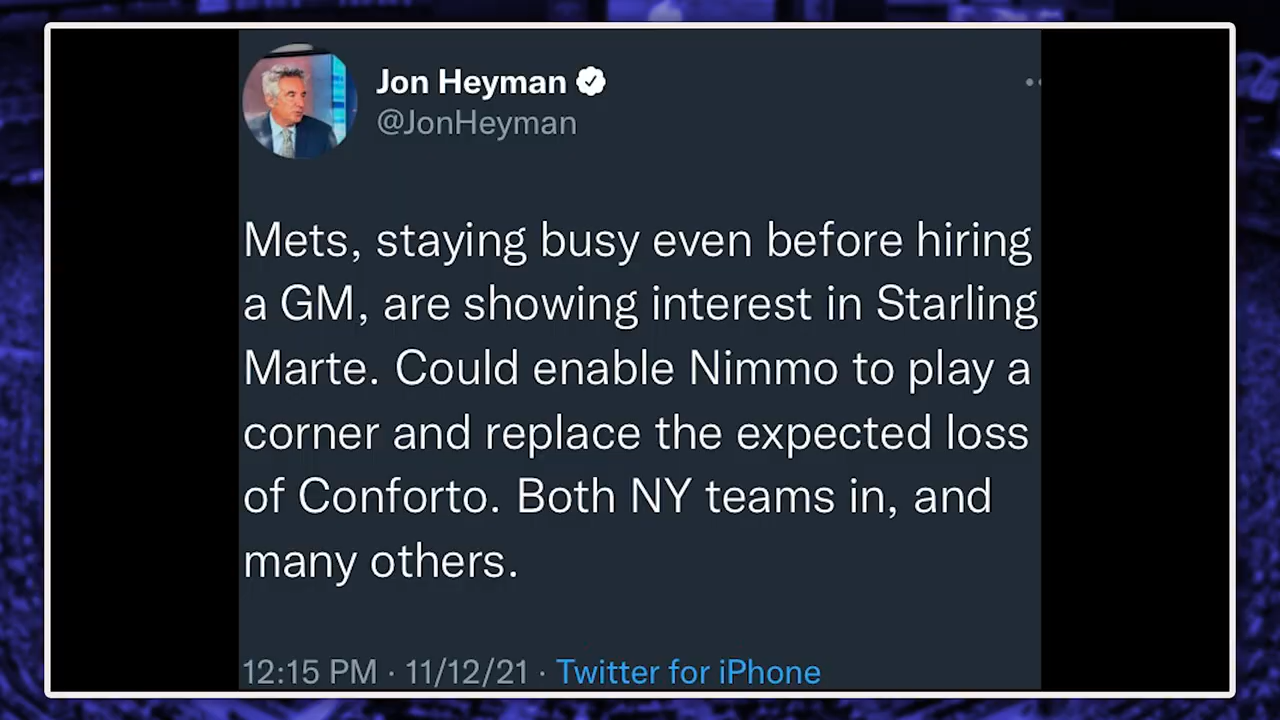 Jon Heyman
@JonHeyman
Mets, staying busy even before hiring
a GM, are showing interest in Starling
Marte. Could enable Nimmo to play a
corner and replace the expected loss
of Conforto. Both NY teams in, and
many others.
12:15 PM · 11/12/21 · Twitter for iPhone